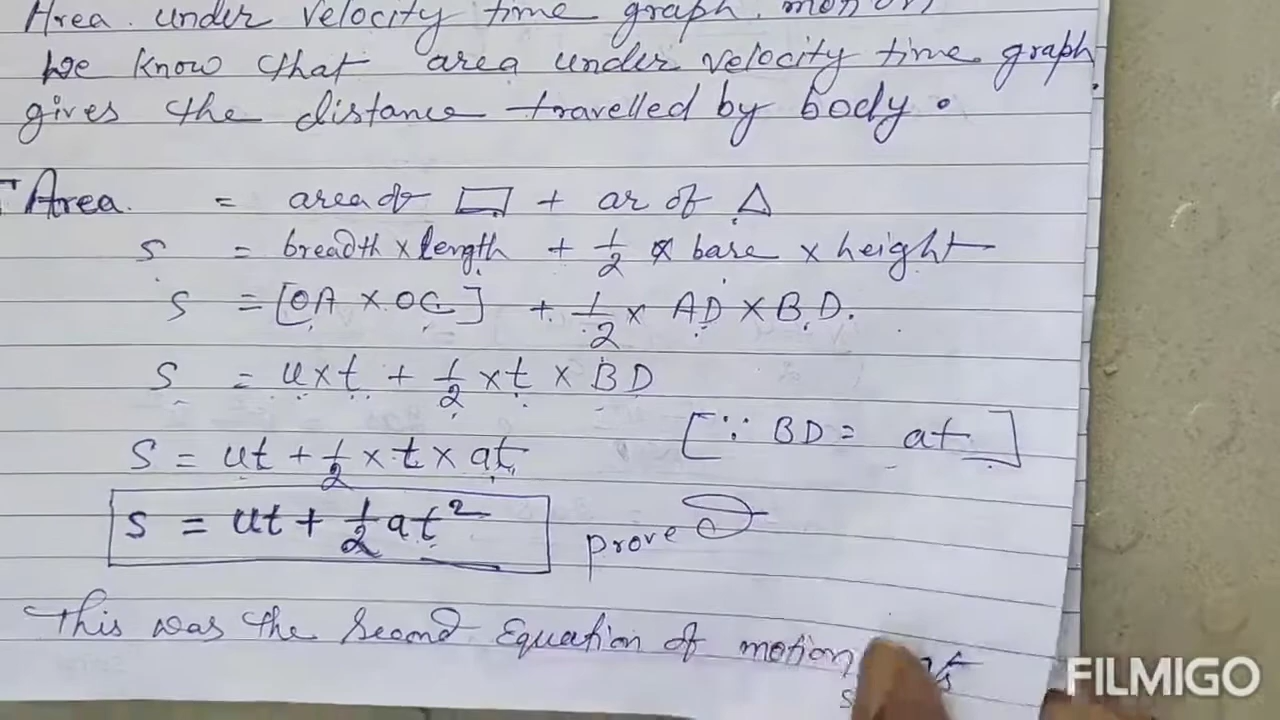 Area under velocity time graph. motion
We know that area under velocity time graph
gives the distance travelled by body.
Area. = area of ▭ + ar of △
S = breadth × length + 1/2 × base × height
S = [OA × OC] + 1/2 × AD × BD.
S = u×t + 1/2 × t × BD
[∵ BD = at]
S = ut + 1/2 × t × at
S = ut + 1/2 at² prove
This was the Second Equation of motion
FILMIGO